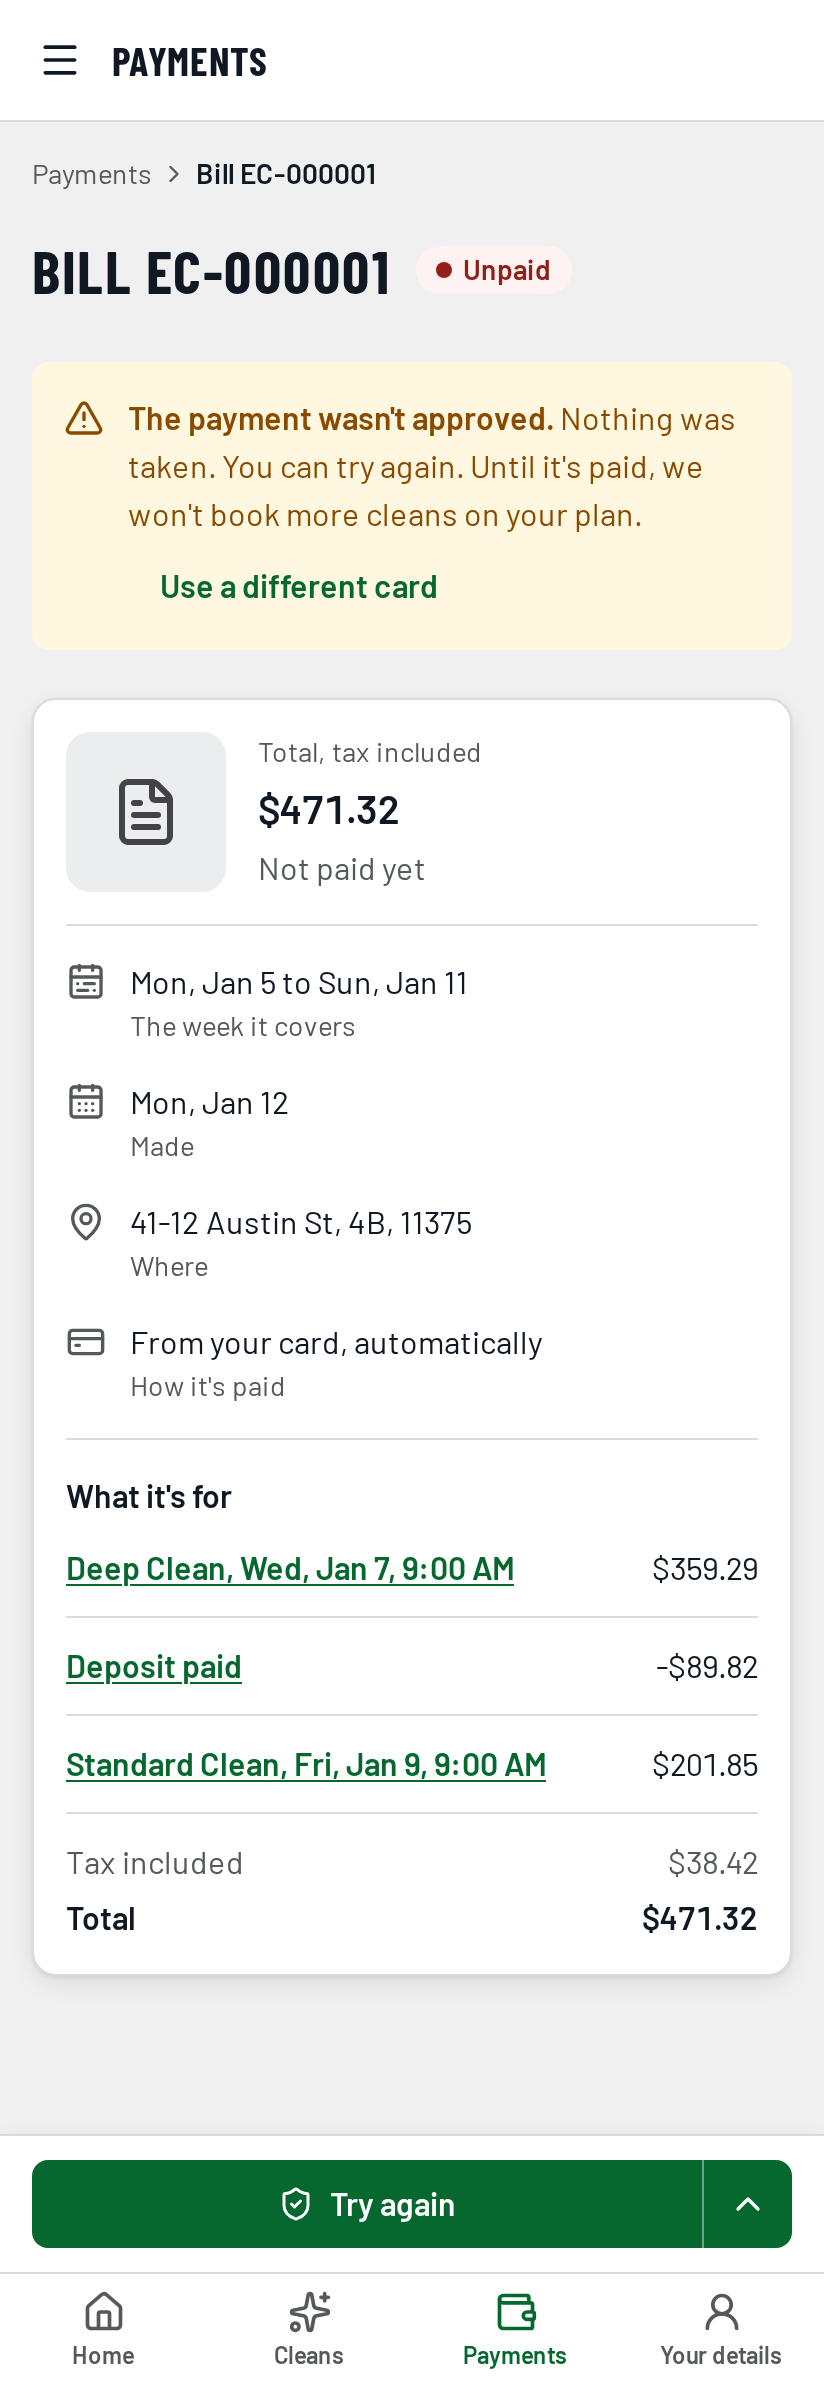 PAYMENTS
Payments > Bill EC-000001
BILL EC-000001
Unpaid
The payment wasn't approved. Nothing was
taken. You can try again. Until it's paid, we
won't book more cleans on your plan.
Use a different card
Total, tax included
$471.32
Not paid yet
Mon, Jan 5 to Sun, Jan 11
The week it covers
Mon, Jan 12
Made
41-12 Austin St, 4B, 11375
Where
From your card, automatically
How it's paid
What it's for
Deep Clean, Wed, Jan 7, 9:00 AM $359.29
Deposit paid -$89.82
Standard Clean, Fri, Jan 9, 9:00 AM $201.85
Tax included $38.42
Total $471.32
Try again
Home Cleans Payments Your details